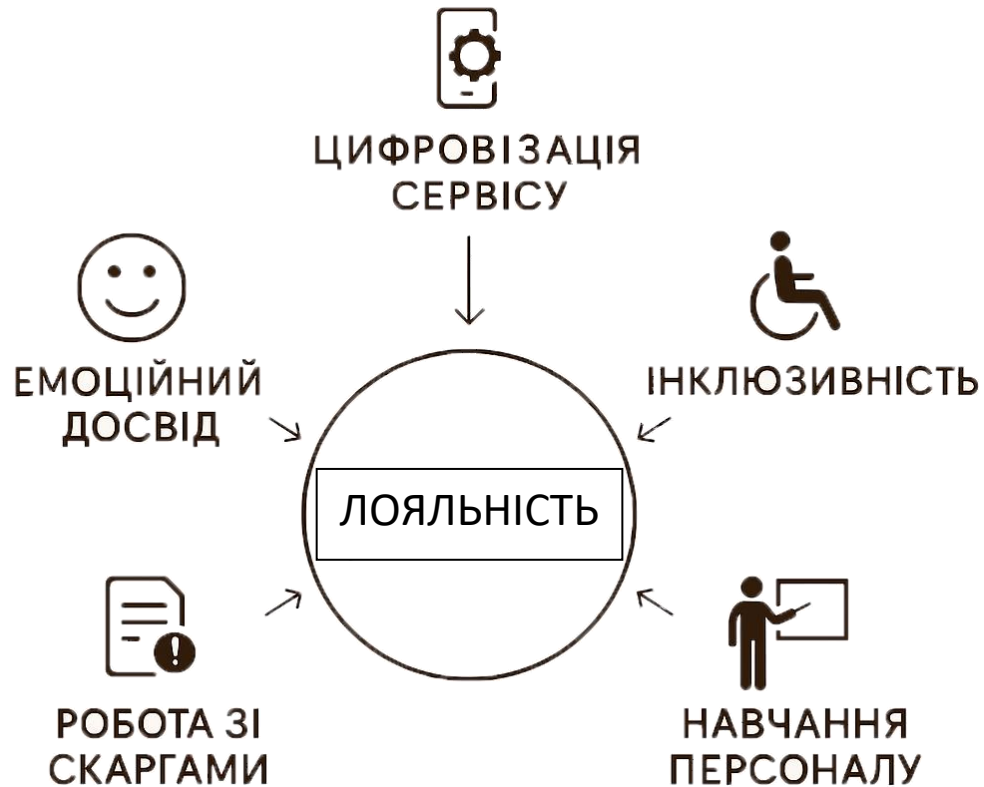 ЦИФРОВІЗАЦІЯ
СЕРВІСУ
ЕМОЦІЙНИЙ
ДОСВІД
ІНКЛЮЗИВНІСТЬ
ЛОЯЛЬНІСТЬ
РОБОТА ЗІ
СКАРГАМИ
НАВЧАННЯ
ПЕРСОНАЛУ